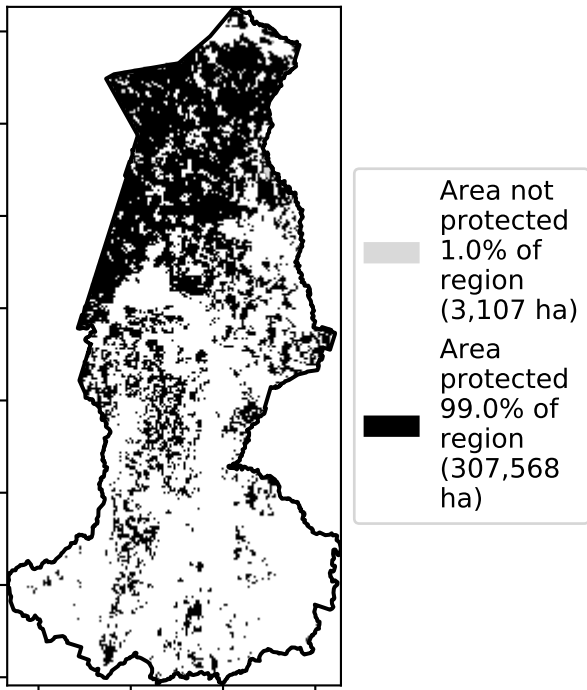 Area not
protected
1.0% of
region
(3,107 ha)
Area
protected
99.0% of
region
(307,568
ha)